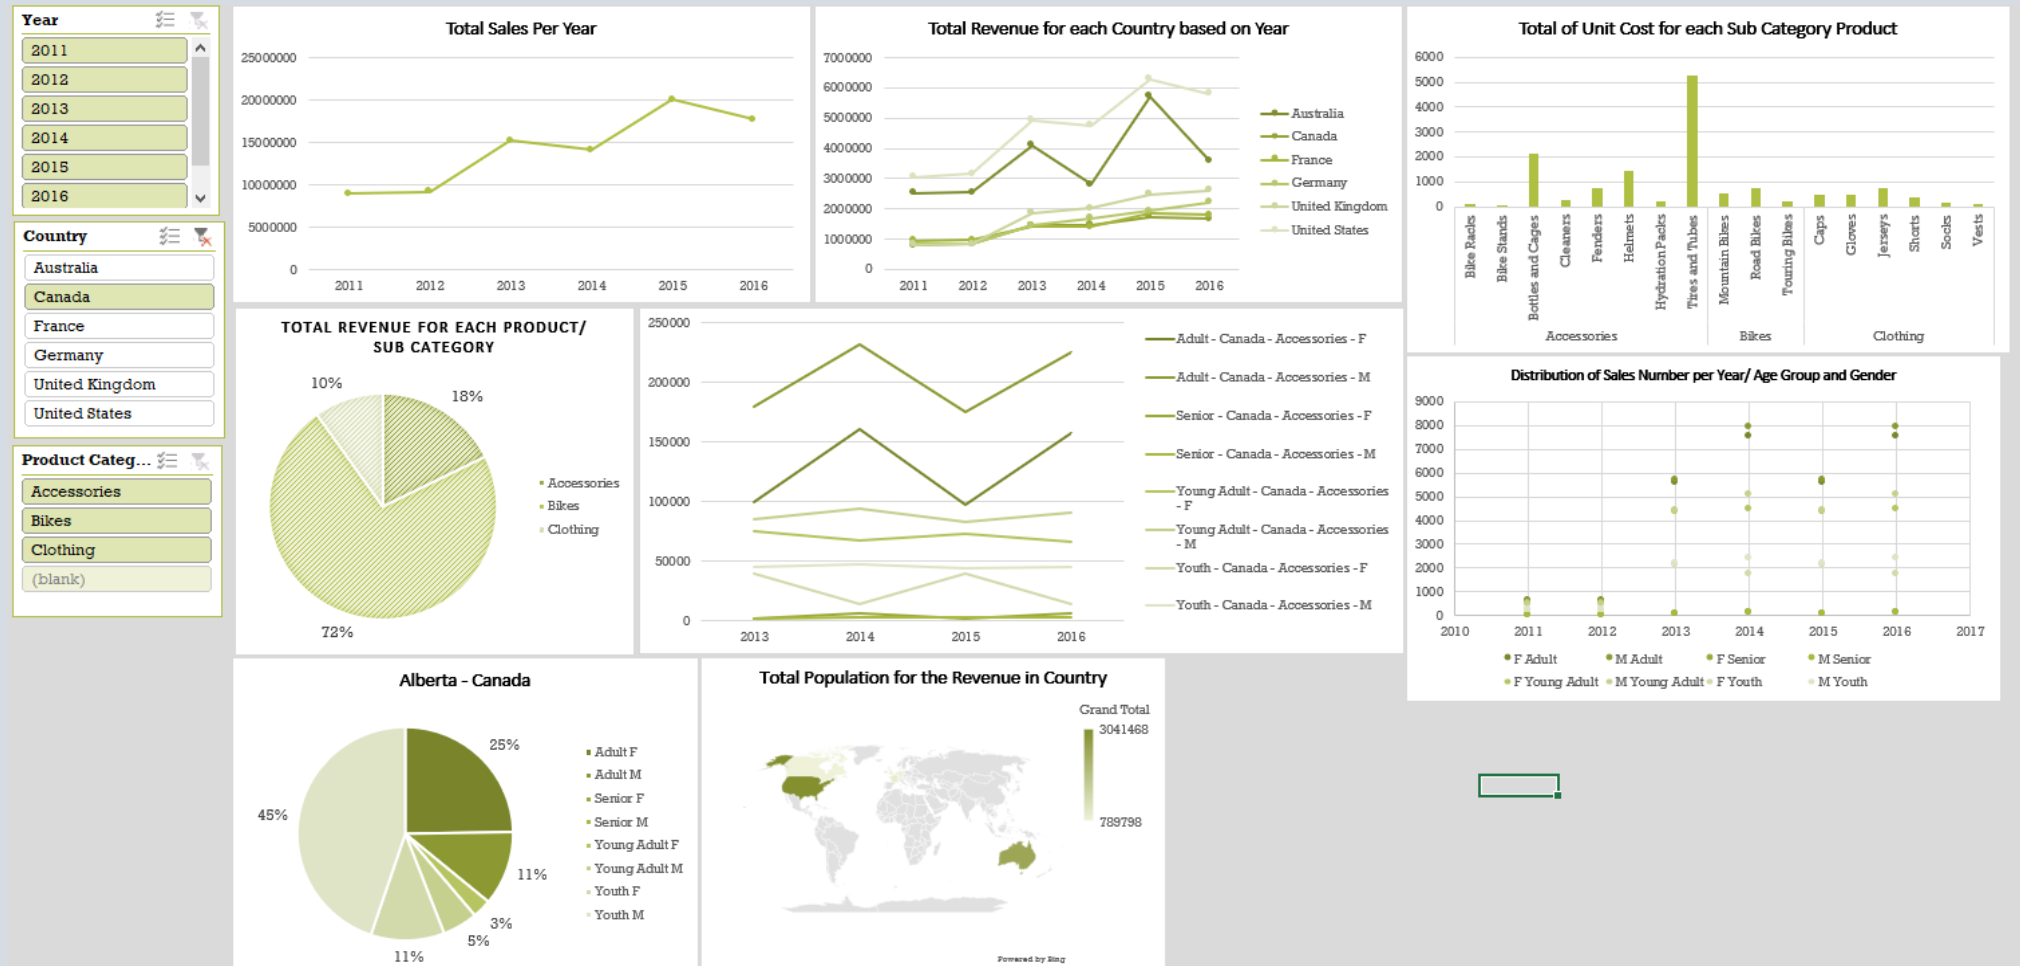 Year
2011
2012
2013
2014
2015
2016
Country
Australia
Canada
France
Germany
United Kingdom
United States
Product Categ...
Accessories
Bikes
Clothing
(blank)
Total Sales Per Year
25000000
20000000
15000000
10000000
5000000
0
2011 2012 2013 2014 2015 2016
Total Revenue for each Country based on Year
7000000
6000000
5000000
4000000
3000000
2000000
1000000
0
2011 2012 2013 2014 2015 2016
Australia
Canada
France
Germany
United Kingdom
United States
Total of Unit Cost for each Sub Category Product
6000
5000
4000
3000
2000
1000
0
Bike Racks
Bike Stands
Bottles and Cages
Cleaners
Fenders
Helmets
Hydration Packs
Tires and Tubes
Mountain Bikes
Road Bikes
Touring Bikes
Caps
Gloves
Jerseys
Shorts
Socks
Vests
Accessories Bikes Clothing
TOTAL REVENUE FOR EACH PRODUCT/
SUB CATEGORY
10%
18%
72%
Accessories
Bikes
Clothing
250000
200000
150000
100000
50000
0
2013 2014 2015 2016
Adult - Canada - Accessories - F
Adult - Canada - Accessories - M
Senior - Canada - Accessories - F
Senior - Canada - Accessories - M
Young Adult - Canada - Accessories
- F
Young Adult - Canada - Accessories
- M
Youth - Canada - Accessories - F
Youth - Canada - Accessories - M
Distribution of Sales Number per Year/ Age Group and Gender
9000
8000
7000
6000
5000
4000
3000
2000
1000
0
2010 2011 2012 2013 2014 2015 2016 2017
F Adult M Adult F Senior M Senior
F Young Adult M Young Adult F Youth M Youth
Alberta - Canada
25%
45%
11%
3%
5%
11%
Adult F
Adult M
Senior F
Senior M
Young Adult F
Young Adult M
Youth F
Youth M
Total Population for the Revenue in Country
Grand Total
3041468
789798
Powered by Bing